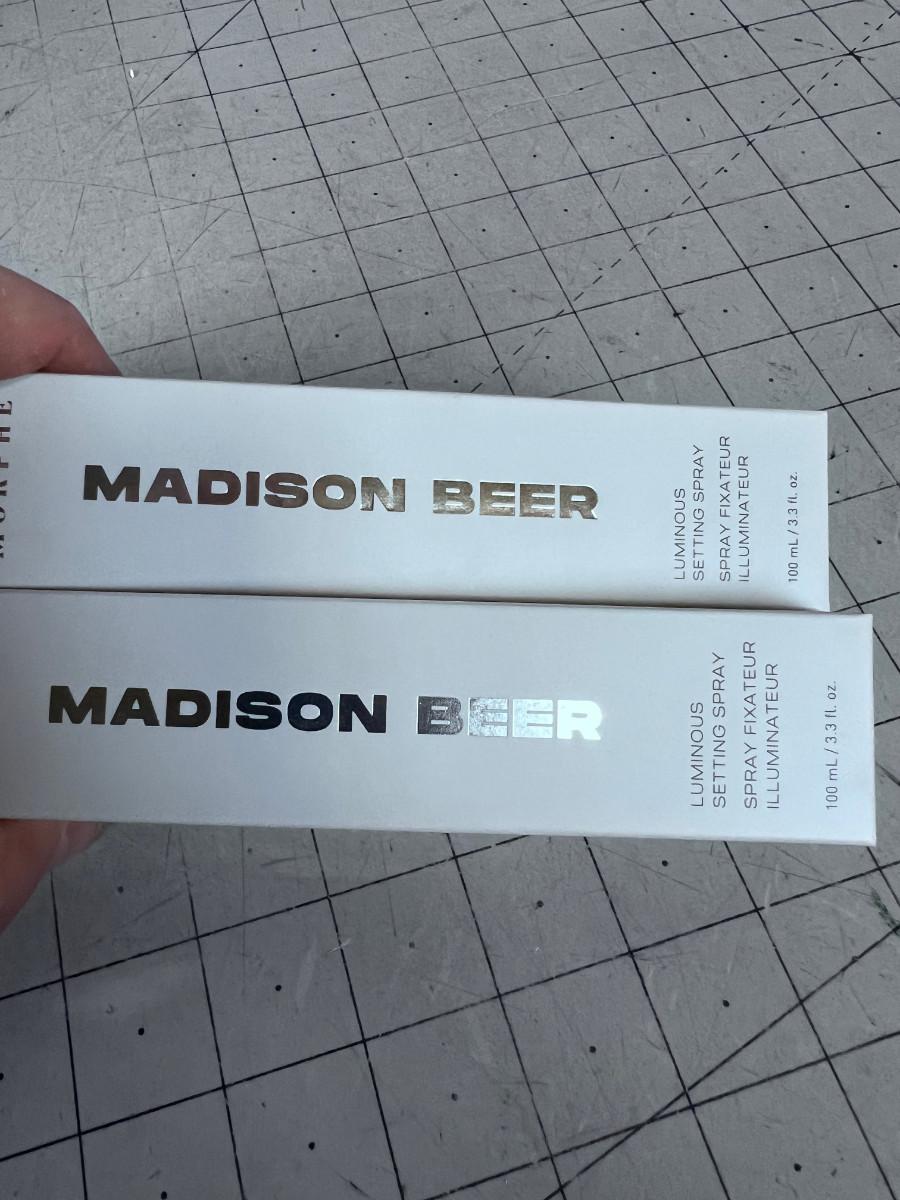 MORPHE
MADISON BEER
LUMINOUS
SETTING SPRAY
SPRAY FIXATEUR
ILLUMINATEUR
100 mL / 3.3 fl. oz.
MADISON BEER
LUMINOUS
SETTING SPRAY
SPRAY FIXATEUR
ILLUMINATEUR
100 mL / 3.3 fl. oz.